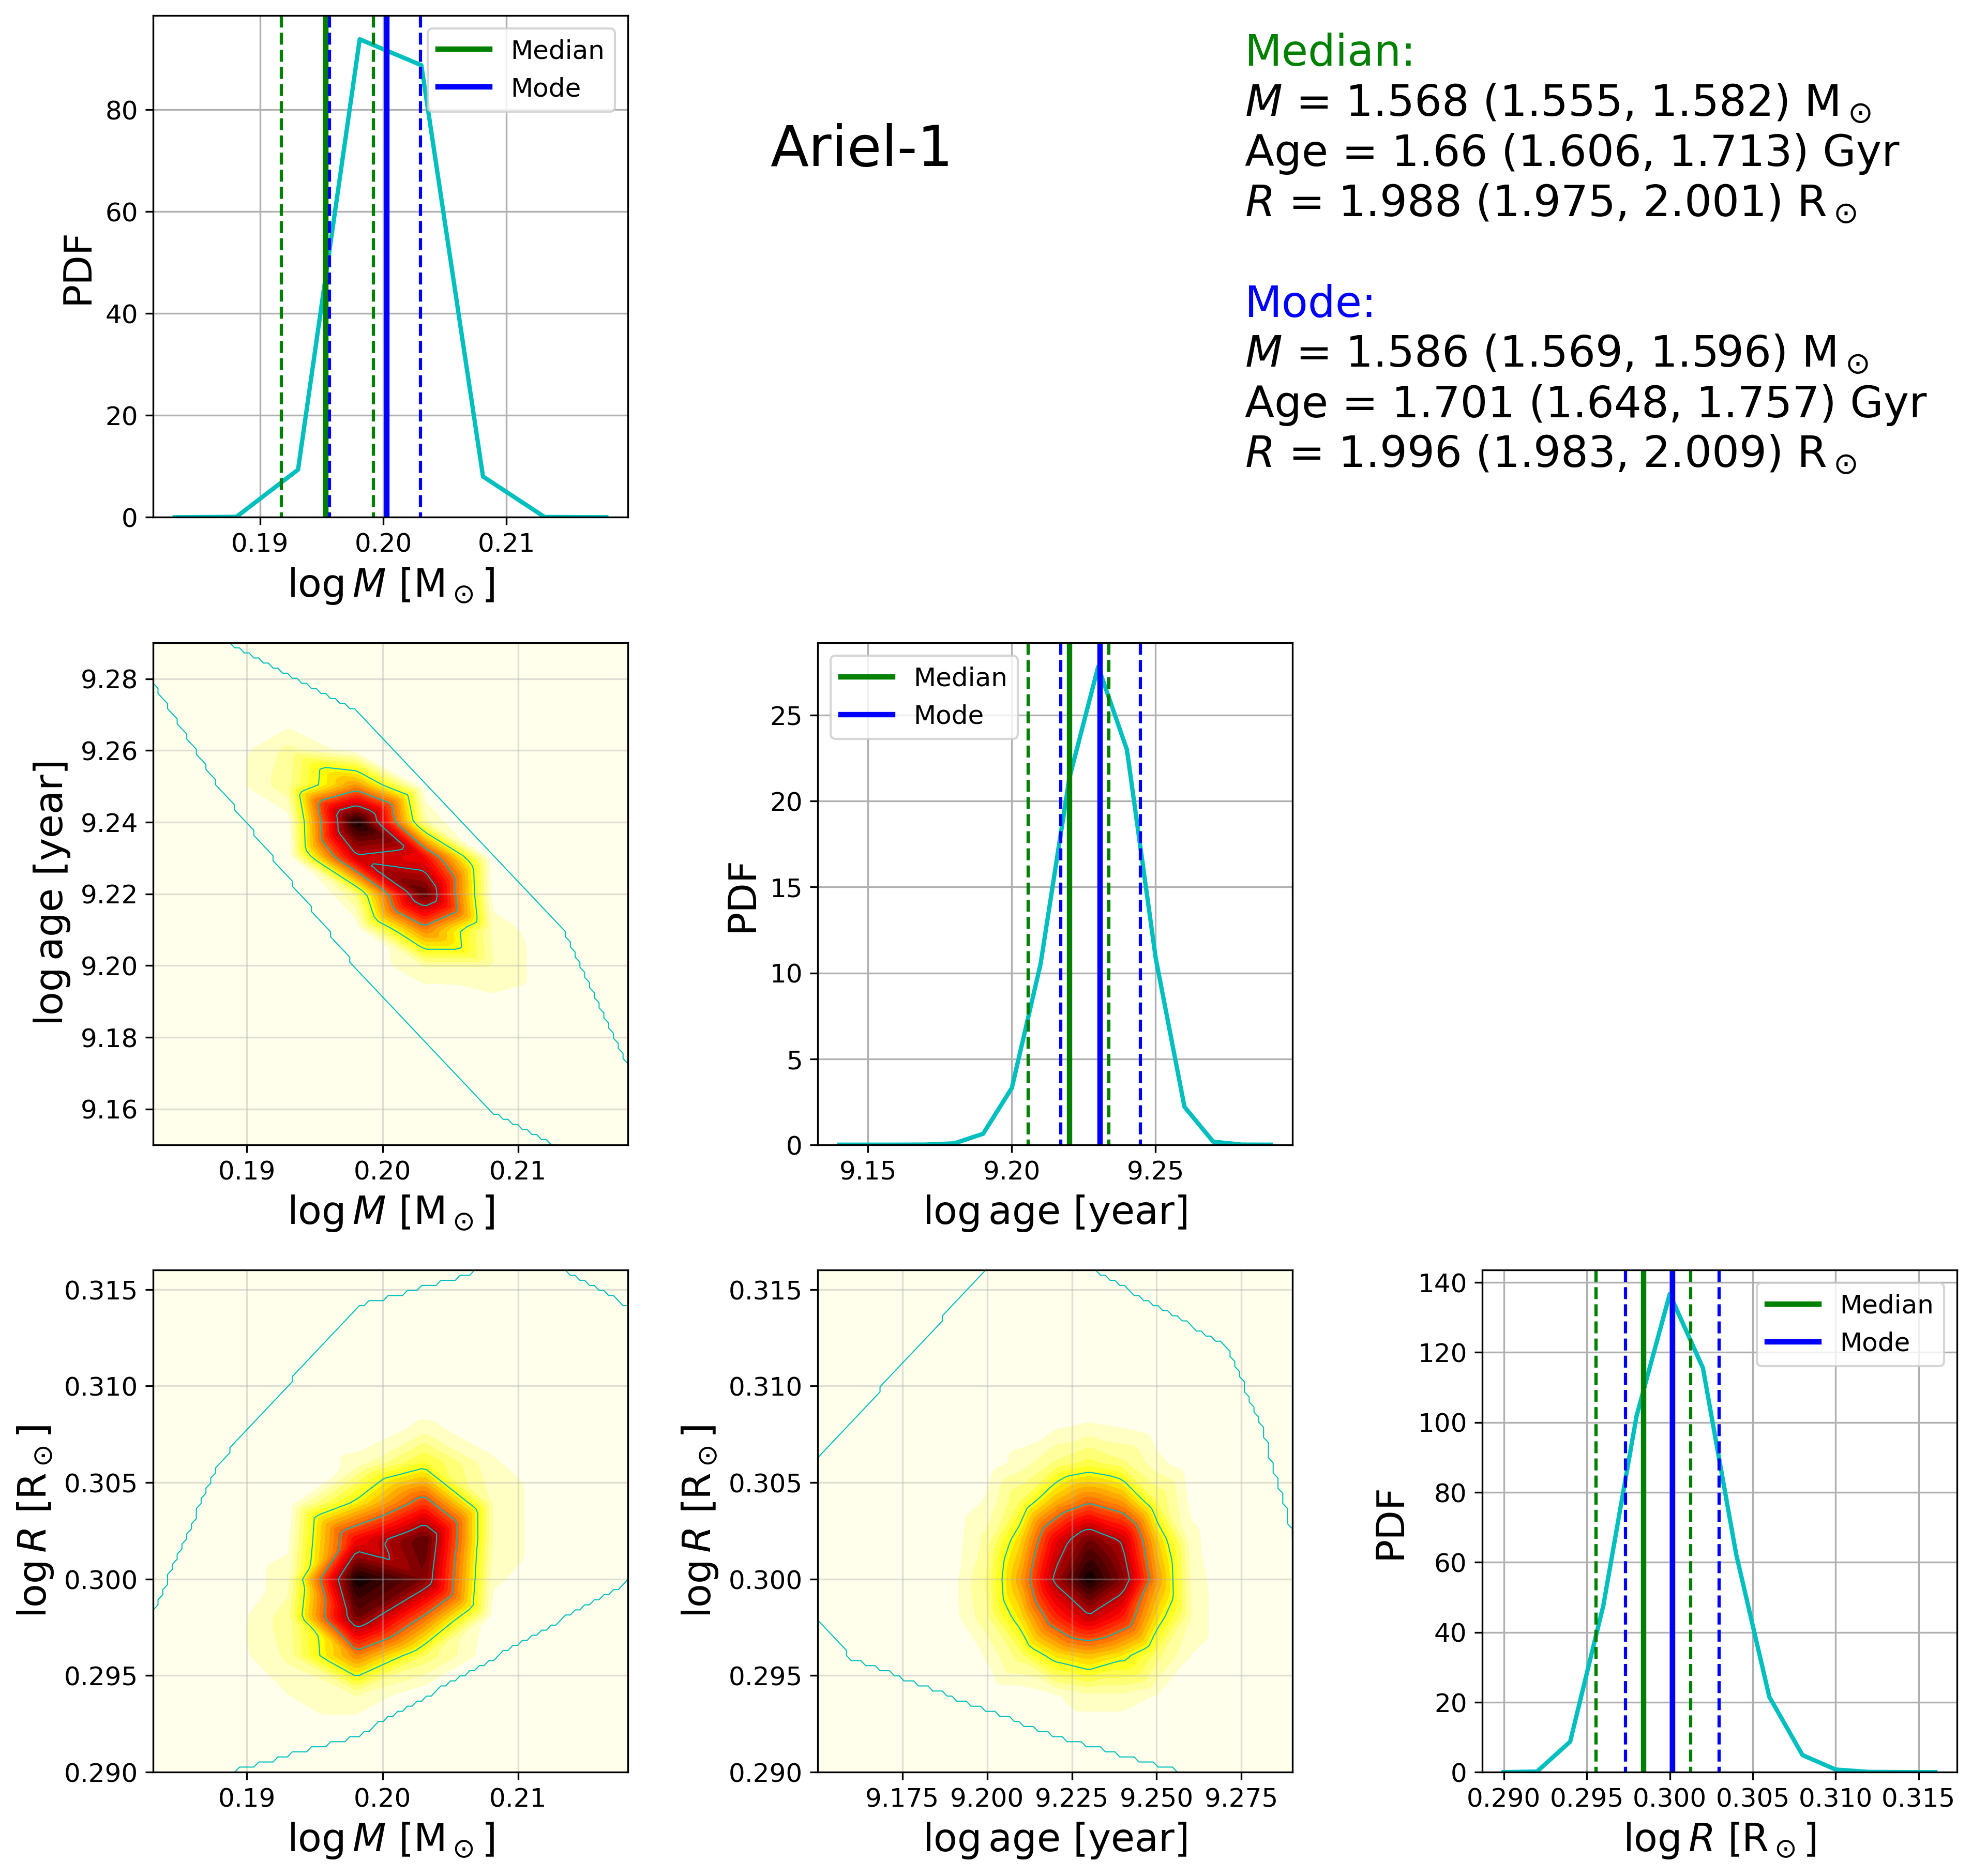 Median
Mode
PDF
80
60
40
20
0
0.19 0.20 0.21
log M [M⊙]
Ariel-1
Median:
M = 1.568 (1.555, 1.582) M⊙
Age = 1.66 (1.606, 1.713) Gyr
R = 1.988 (1.975, 2.001) R⊙
Mode:
M = 1.586 (1.569, 1.596) M⊙
Age = 1.701 (1.648, 1.757) Gyr
R = 1.996 (1.983, 2.009) R⊙
log age [year]
9.28
9.26
9.24
9.22
9.20
9.18
9.16
0.19 0.20 0.21
log M [M⊙]
Median
Mode
PDF
25
20
15
10
5
0
9.15 9.20 9.25
log age [year]
log R [R⊙]
0.315
0.310
0.305
0.300
0.295
0.290
0.19 0.20 0.21
log M [M⊙]
log R [R⊙]
0.315
0.310
0.305
0.300
0.295
0.290
9.175 9.200 9.225 9.250 9.275
log age [year]
Median
Mode
PDF
140
120
100
80
60
40
20
0
0.290 0.295 0.300 0.305 0.310 0.315
log R [R⊙]